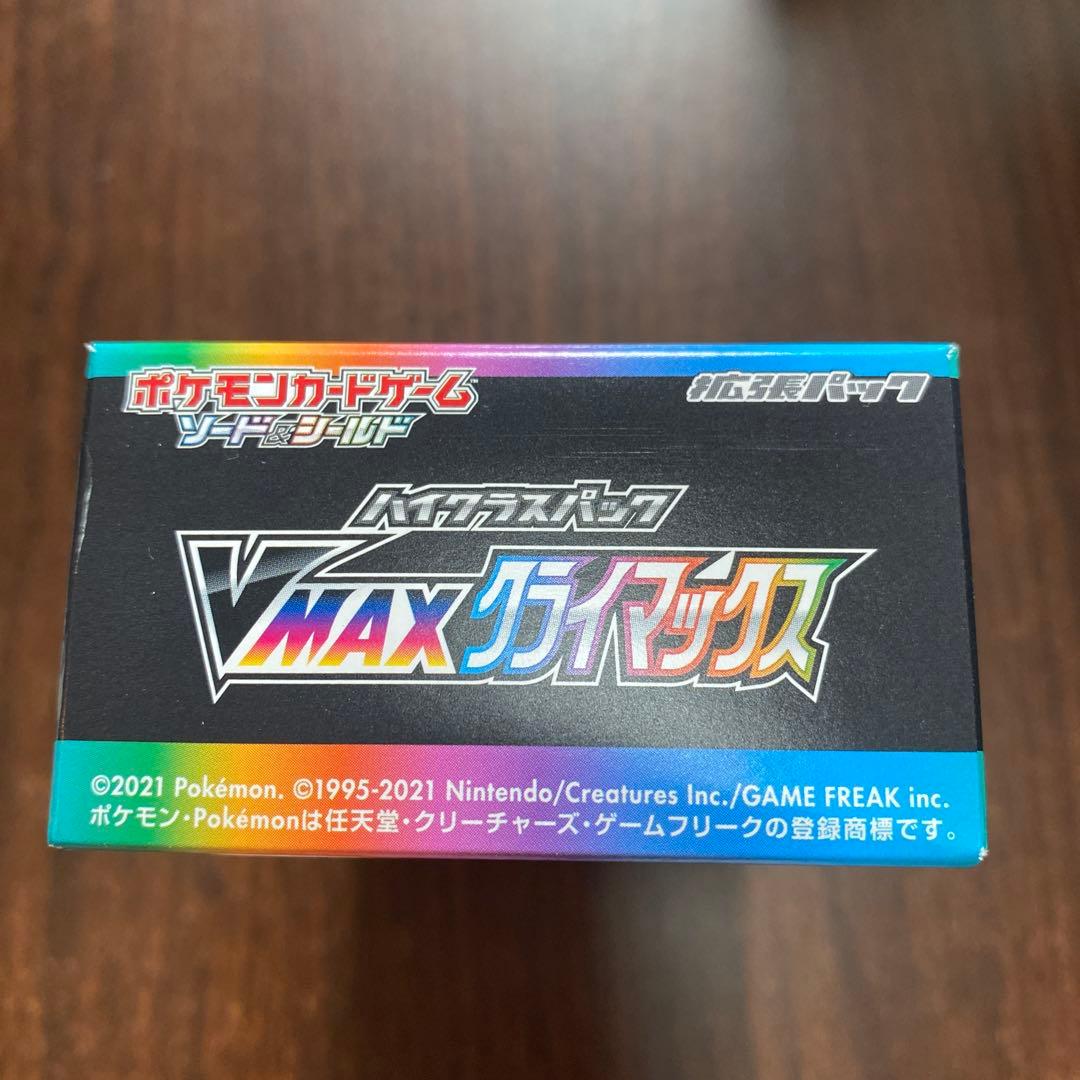 ポケモンカードゲーム™
ソード&シールド
拡張パック
ハイクラスパック
VMAXクライマックス
©2021 Pokémon. ©1995-2021 Nintendo/Creatures Inc./GAME FREAK inc.
ポケモン・Pokémonは任天堂・クリーチャーズ・ゲームフリークの登録商標です。